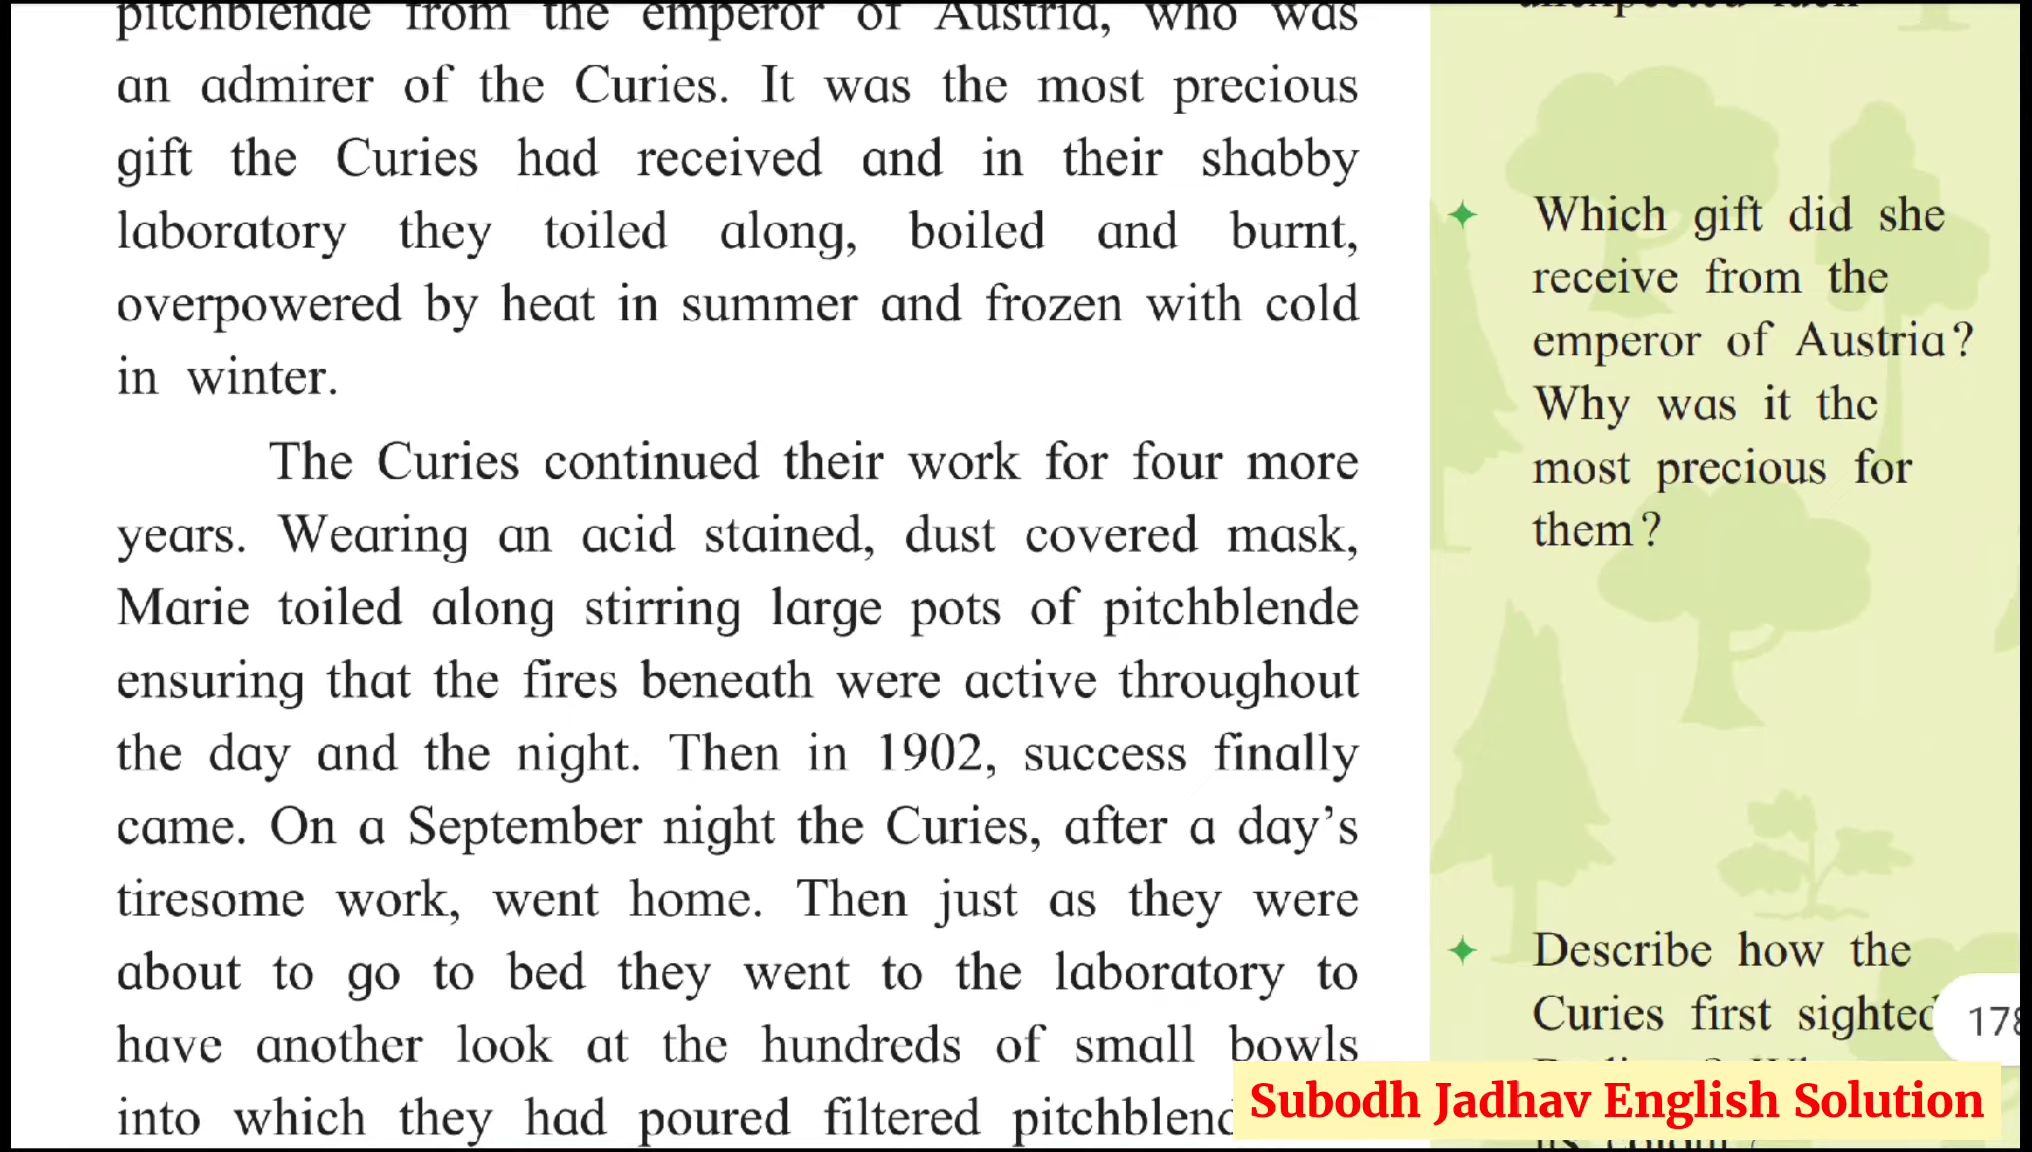 pitchblende from the emperor of Austria, who was
an admirer of the Curies. It was the most precious
gift the Curies had received and in their shabby
laboratory they toiled along, boiled and burnt,
overpowered by heat in summer and frozen with cold
in winter.
The Curies continued their work for four more
years. Wearing an acid stained, dust covered mask,
Marie toiled along stirring large pots of pitchblende
ensuring that the fires beneath were active throughout
the day and the night. Then in 1902, success finally
came. On a September night the Curies, after a day's
tiresome work, went home. Then just as they were
about to go to bed they went to the laboratory to
have another look at the hundreds of small bowls
into which they had poured filtered
✦ Which gift did she
receive from the
emperor of Austria?
Why was it the
most precious for
them?
✦ Describe how the
Curies first sighted
178
Subodh Jadhav English Solution